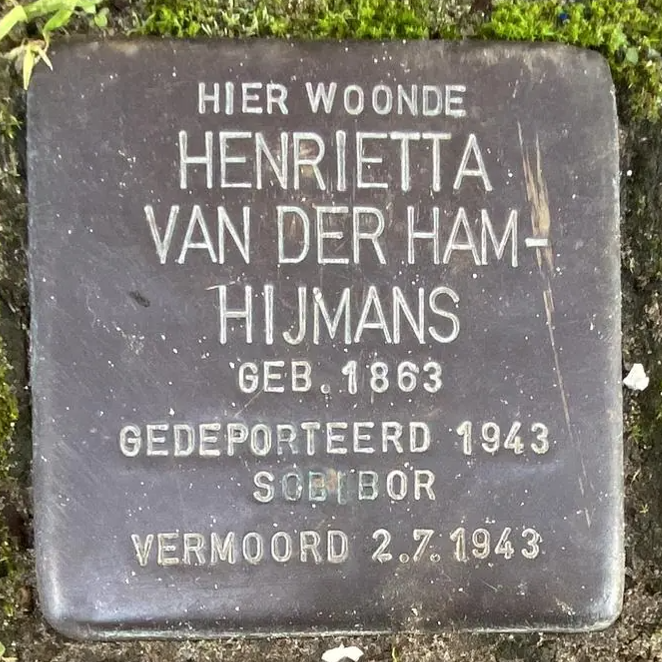 HIER WOONDE
HENRIETTA
VAN DER HAM-
HIJMANS
GEB. 1863
GEDEPORTEERD 1943
SOBIBOR
VERMOORD 2.7.1943